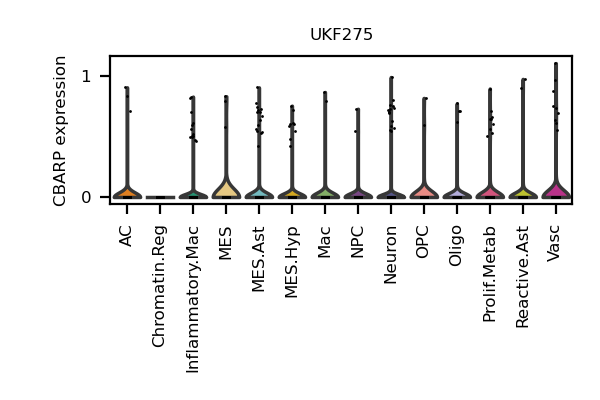 UKF275
CBARP expression
1
0
AC
Chromatin.Reg
Inflammatory.Mac
MES
MES.Ast
MES.Hyp
Mac
NPC
Neuron
OPC
Oligo
Prolif.Metab
Reactive.Ast
Vasc